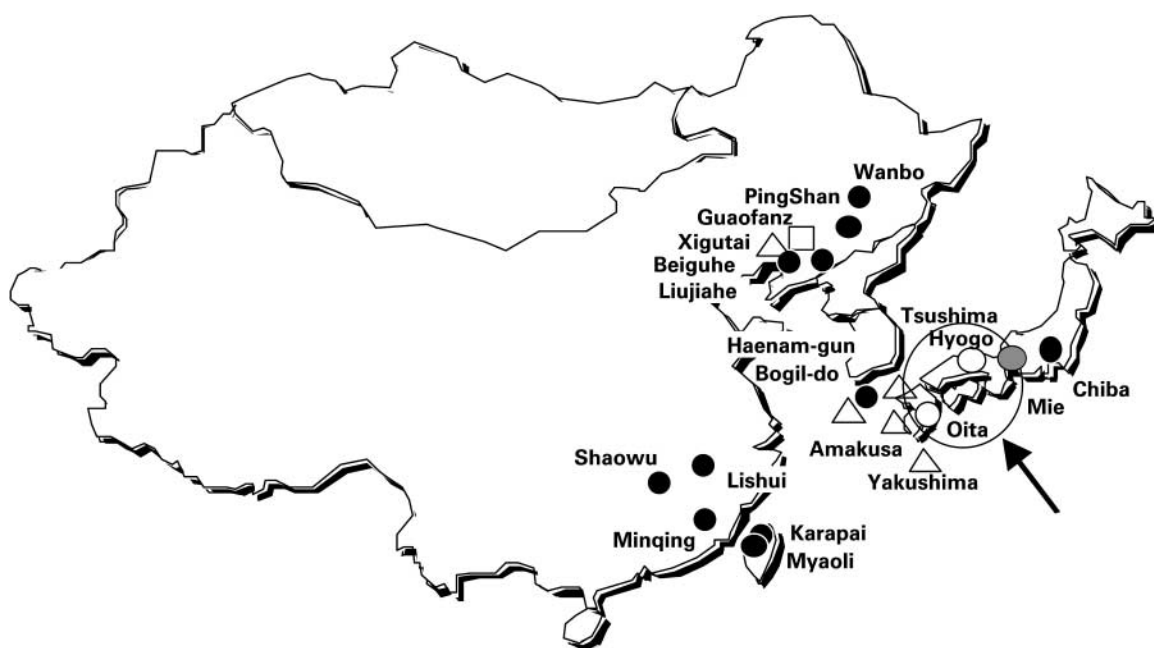 Wanbo
PingShan
Guaofanz
Xigutai
Beiguhe
Liujiahe
Tsushima
Hyogo
Haenam-gun
Bogil-do
Chiba
Mie
Oita
Amakusa
Yakushima
Shaowu
Lishui
Minqing
Karapai
Myaoli